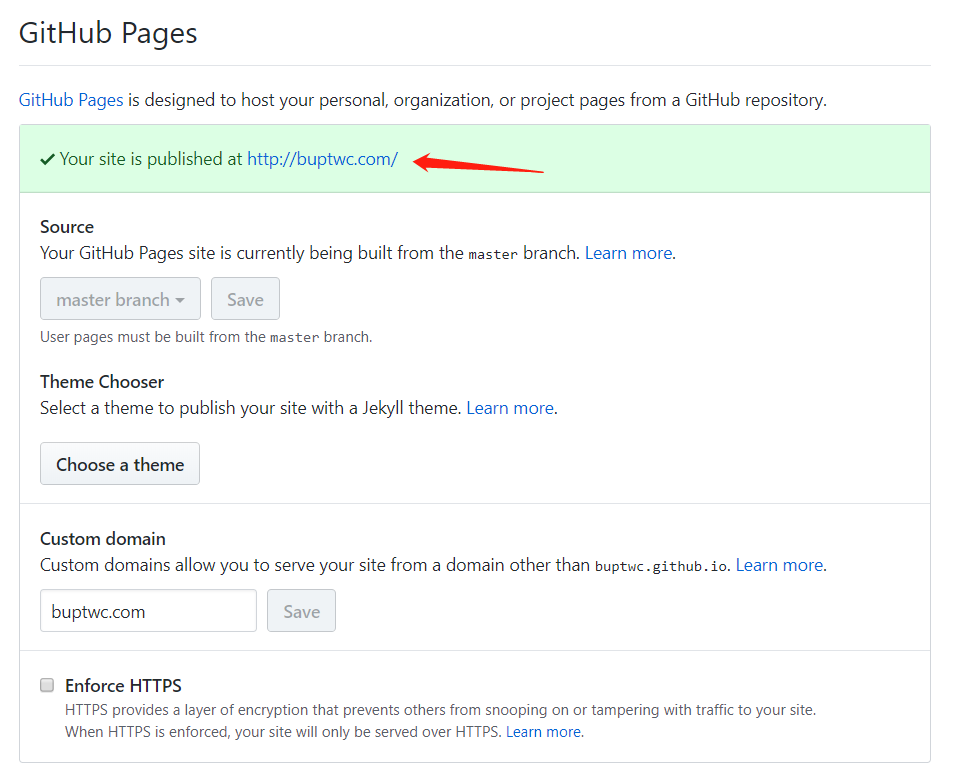 GitHub Pages
GitHub Pages is designed to host your personal, organization, or project pages from a GitHub repository.
Your site is published at http://buptwc.com/
Source
Your GitHub Pages site is currently being built from the master branch. Learn more.
master branch Save
User pages must be built from the master branch.
Theme Chooser
Select a theme to publish your site with a Jekyll theme. Learn more.
Choose a theme
Custom domain
Custom domains allow you to serve your site from a domain other than buptwc.github.io. Learn more.
buptwc.com Save
Enforce HTTPS
HTTPS provides a layer of encryption that prevents others from snooping on or tampering with traffic to your site.
When HTTPS is enforced, your site will only be served over HTTPS. Learn more.